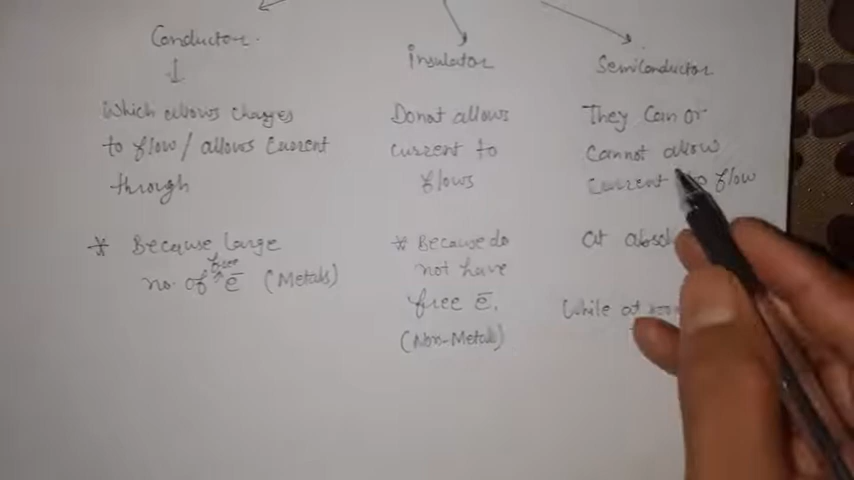 Conductor.
Which allows charges
to flow / allows Current
through
* Because large
no. of free e̅ (Metals)
Insulator
Donot allows
current to
flows
* Because do
not have
free e̅.
(Non-Metals)
Semiconductor
They Can or
Cannot allow
Current to flow
at
While at